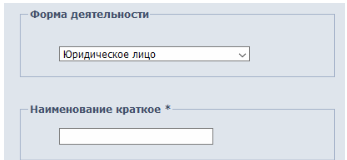 Форма деятельности
Юридическое лицо
Наименование краткое *